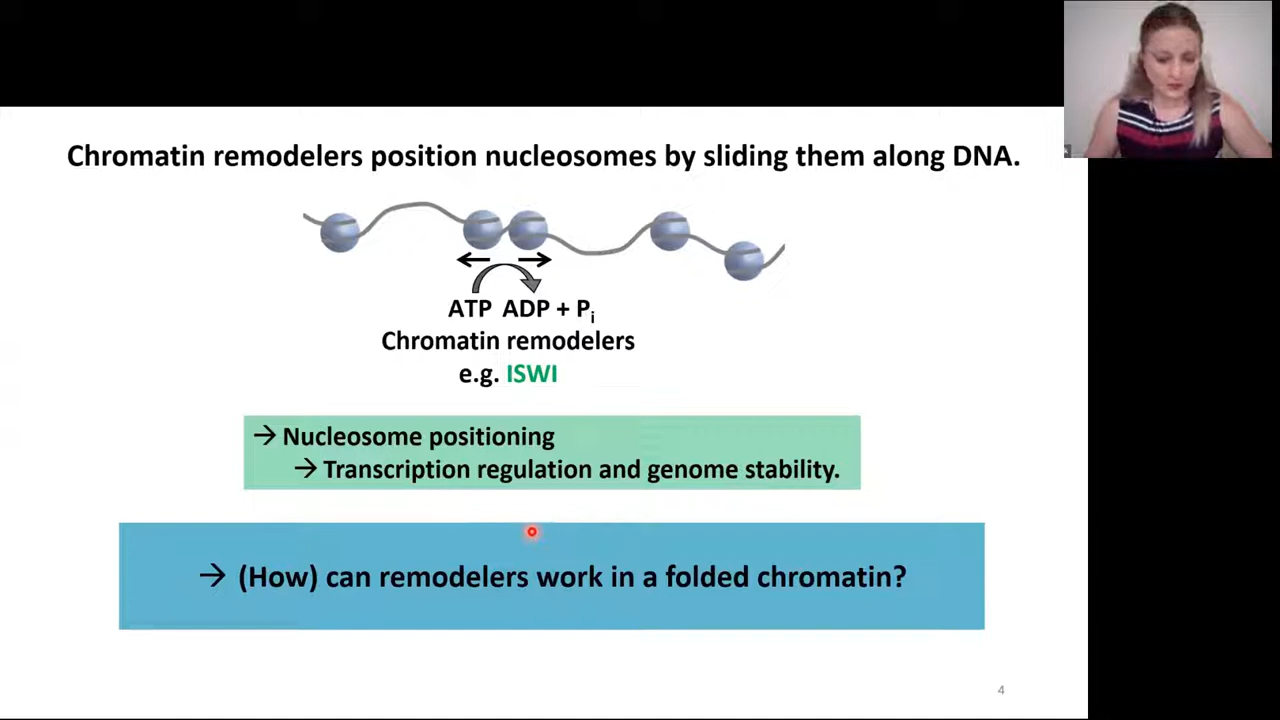 Chromatin remodelers position nucleosomes by sliding them along DNA.
ATP ADP + Pi
Chromatin remodelers
e.g. ISWI
→ Nucleosome positioning
→ Transcription regulation and genome stability.
→ (How) can remodelers work in a folded chromatin?
4